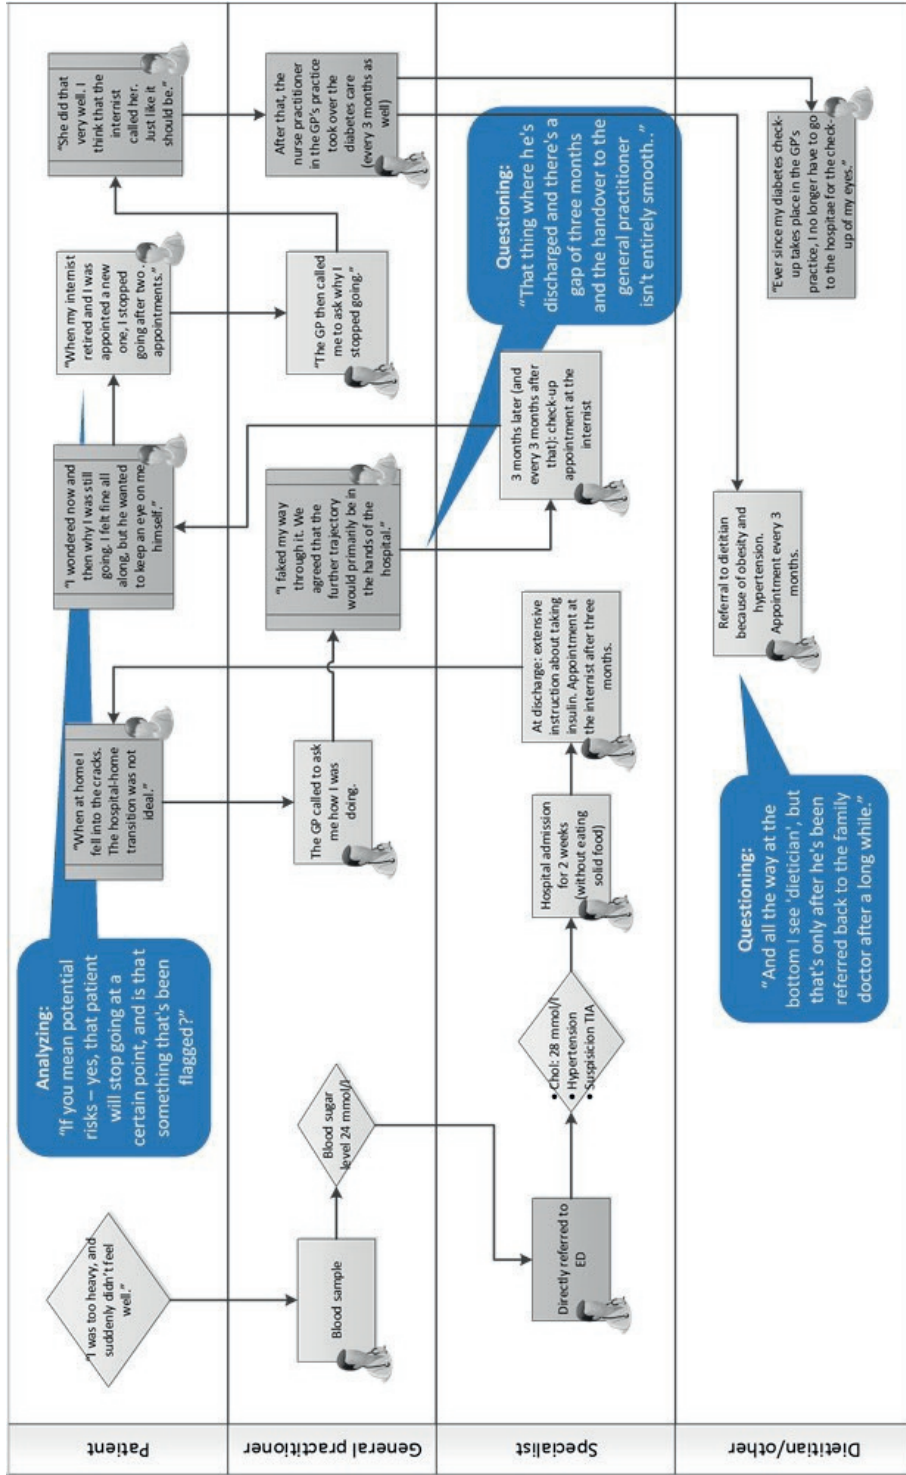 Patient
"I was too heavy, and
suddenly didn't feel
well."
Analyzing:
"If you mean potential
risks – yes, that patient
will stop going at a
certain point, and is that
something that's been
flagged?"
"When at home I
fell into the cracks.
The hospital-home
transition was not
ideal."
"I wondered now and
then why I was still
going. I felt fine all
along, but he wanted
to keep an eye on me
himself."
"When my internist
retired and I was
appointed a new
one, I stopped
going after two
appointments."
"She did that
very well. I
think that the
internist
called her.
Just like it
should be."
General practitioner
Blood sample
Blood sugar
level 24 mmol/l
The GP called to ask
me how I was
doing.
"I faked my way
through it. We
agreed that the
further trajectory
would primarily be in
the hands of the
hospital."
"The GP then called
me to ask why I
stopped going."
After that, the
nurse practitioner
in the GP's practice
took over the
diabetes care
(every 3 months as
well)
Specialist
Directly referred to
ED
• Chol: 28 mmol/l
• Hypertension
• Suspisicion TIA
Hospital admission
for 2 weeks
(without eating
solid food)
At discharge: extensive
instruction about taking
insulin. Appointment at
the internist after three
months.
3 months later (and
every 3 months after
that): check-up
appointment at the
internist
Questioning:
"That thing where he's
discharged and there's a
gap of three months
and the handover to the
general practitioner
isn't entirely smooth.."
Dietitian/other
Questioning:
"And all the way at the
bottom I see 'dietician', but
that's only after he's been
referred back to the family
doctor after a long while."
Referral to dietitian
because of obesity and
hypertension.
Appointment every 3
months.
"Ever since my diabetes check-
up takes place in the GP's
practice, I no longer have to go
to the hospitae for the check-
up of my eyes."